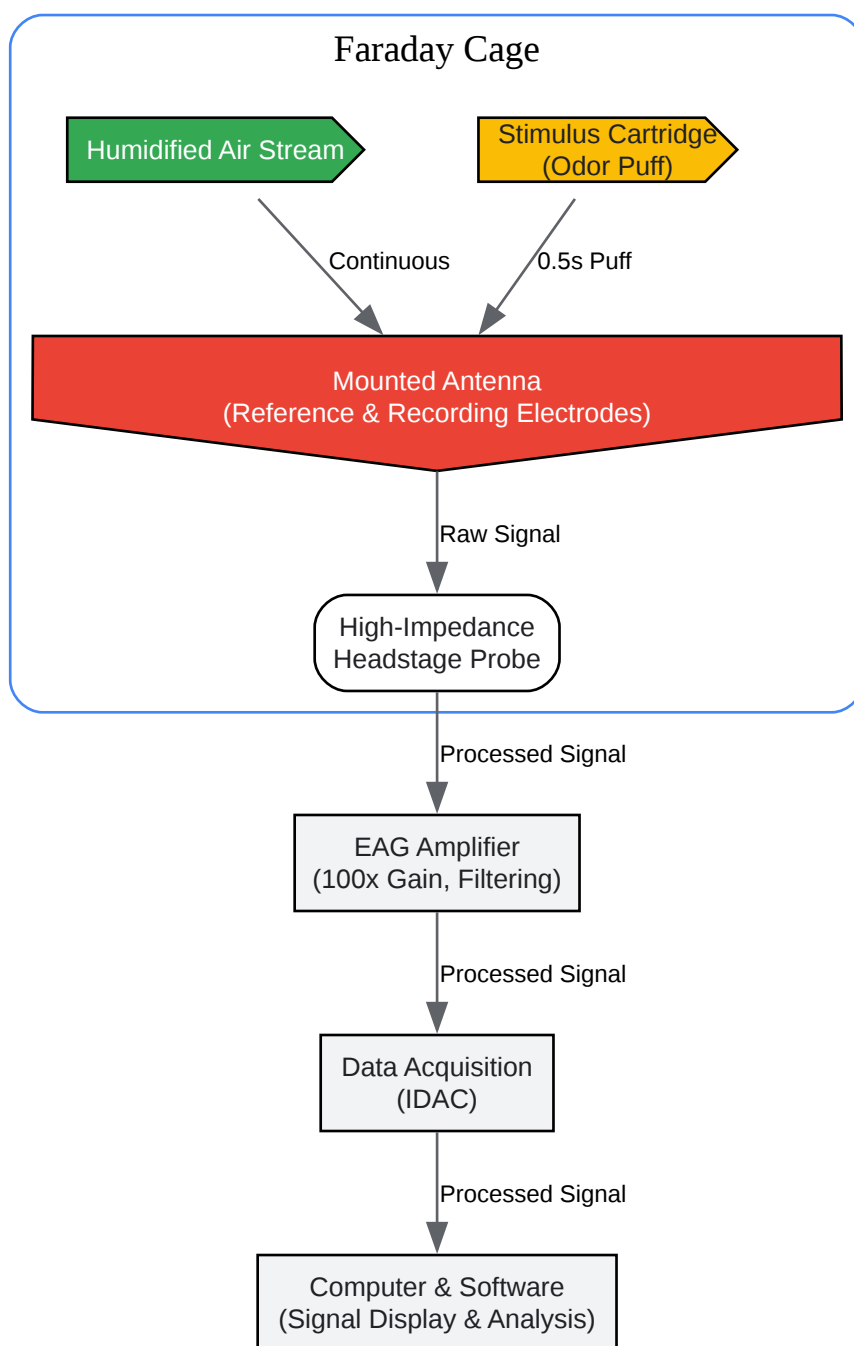 Faraday Cage
Humidified Air Stream
Stimulus Cartridge
(Odor Puff)
Continuous
0.5s Puff
Mounted Antenna
(Reference & Recording Electrodes)
Raw Signal
High-Impedance
Headstage Probe
Processed Signal
EAG Amplifier
(100x Gain, Filtering)
Processed Signal
Data Acquisition
(IDAC)
Processed Signal
Computer & Software
(Signal Display & Analysis)